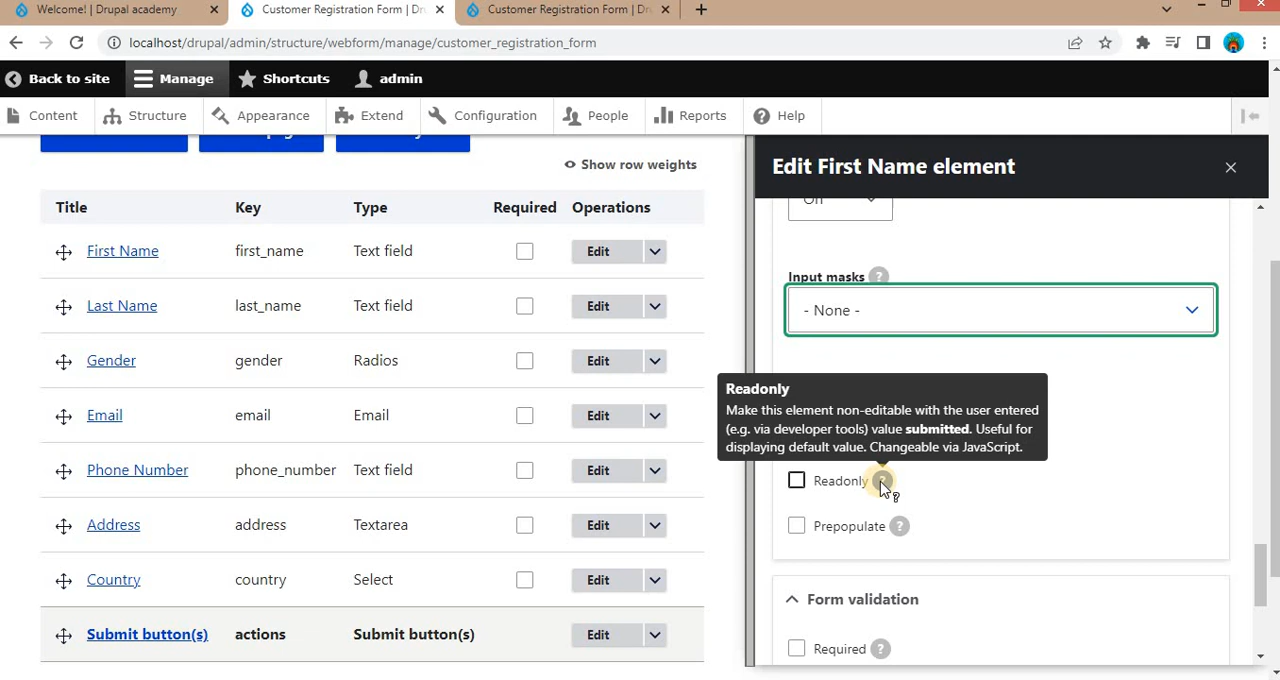 Welcome! | Drupal academy
Customer Registration Form | Dru
Customer Registration Form | Dru
localhost/drupal/admin/structure/webform/manage/customer_registration_form
Back to site
Manage
Shortcuts
admin
Content
Structure
Appearance
Extend
Configuration
People
Reports
Help
Show row weights
Title Key Type Required Operations
First Name first_name Text field Edit
Last Name last_name Text field Edit
Gender gender Radios Edit
Email email Email Edit
Phone Number phone_number Text field Edit
Address address Textarea Edit
Country country Select Edit
Submit button(s) actions Submit button(s) Edit
Edit First Name element
Input masks ?
- None -
Readonly
Make this element non-editable with the user entered
(e.g. via developer tools) value submitted. Useful for
displaying default value. Changeable via JavaScript.
Readonly ?
Prepopulate ?
Form validation
Required ?